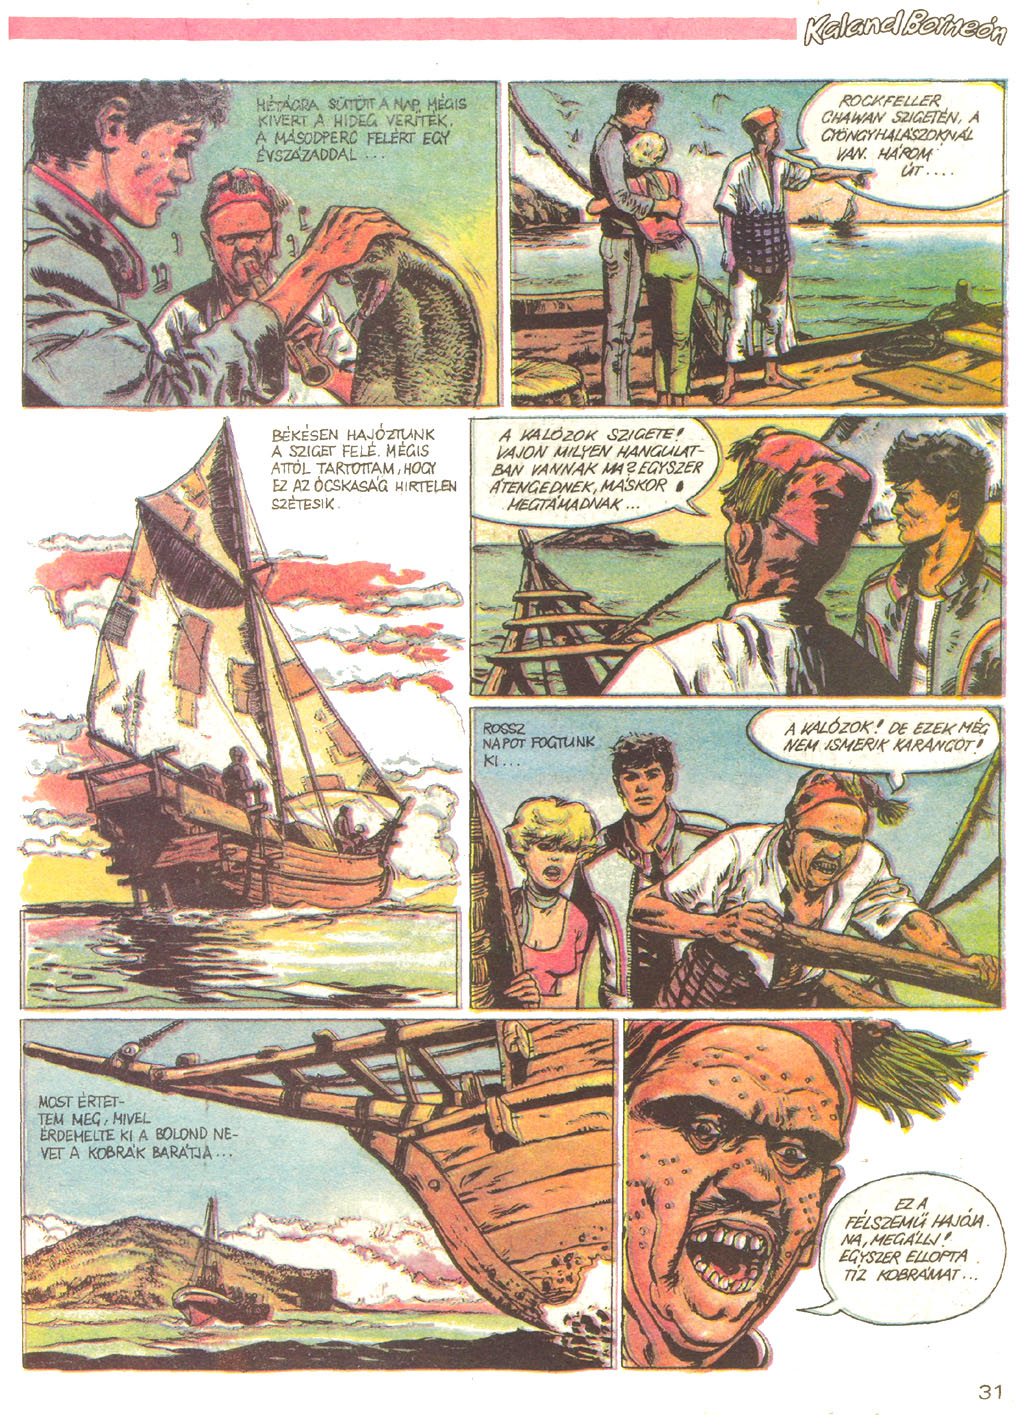 Kaland Borneón
HÉTÁGRA SÜTÖTT A NAP, MÉGIS
KIVERT A HIDEG VERÍTÉK.
A MÁSODPERC FELÉRT EGY
ÉVSZÁZADDAL...
ROCKFELLER
CHAWAN SZIGETÉN, A
GYÖNGYHALÁSZOKNÁL
VAN. HÁROM
ÚT....
BÉKÉSEN HAJÓZTUNK
A SZIGET FELÉ. MÉGIS
ATTÓL TARTOTTAM, HOGY
EZ AZ ÓCSKASÁG HIRTELEN
SZÉTESIK.
A KALÓZOK SZIGETE!
VAJON MILYEN HANGULAT-
BAN VANNAK MA? EGYSZER
ÁTENGEDNEK, MÁSKOR
MEGTÁMADNAK...
ROSSZ
NAPOT FOGTUNK
KI...
A KALÓZOK! DE EZEK MÉG
NEM ISMERIK KARANGOT!
MOST ÉRTET-
TEM MEG, MIVEL
ÉRDEMELTE KI A BOLOND NE-
VET A KOBRÁK BARÁTJA...
EZ A
FÉLSZEMŰ HAJÓJA.
NA, MEGÁLLJ!
EGYSZER ELLOPTA
TÍZ KOBRÁMAT...
31